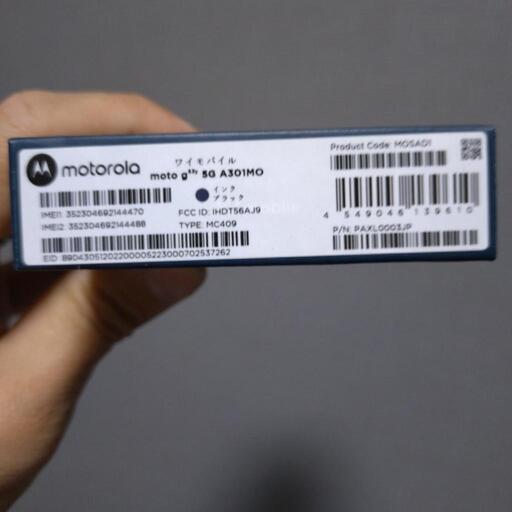 motorola
ワイモバイル
moto g53y 5G A301MO
インク
ブラック
IMEI1: 352304692144470
IMEI2: 352304692144488
FCC ID: IHDT56AJ9
TYPE: MC409
EID: 89043051202200005223000702537262
Product Code: MOSAD1
4 549046 139610
P/N: PAXL0003JP